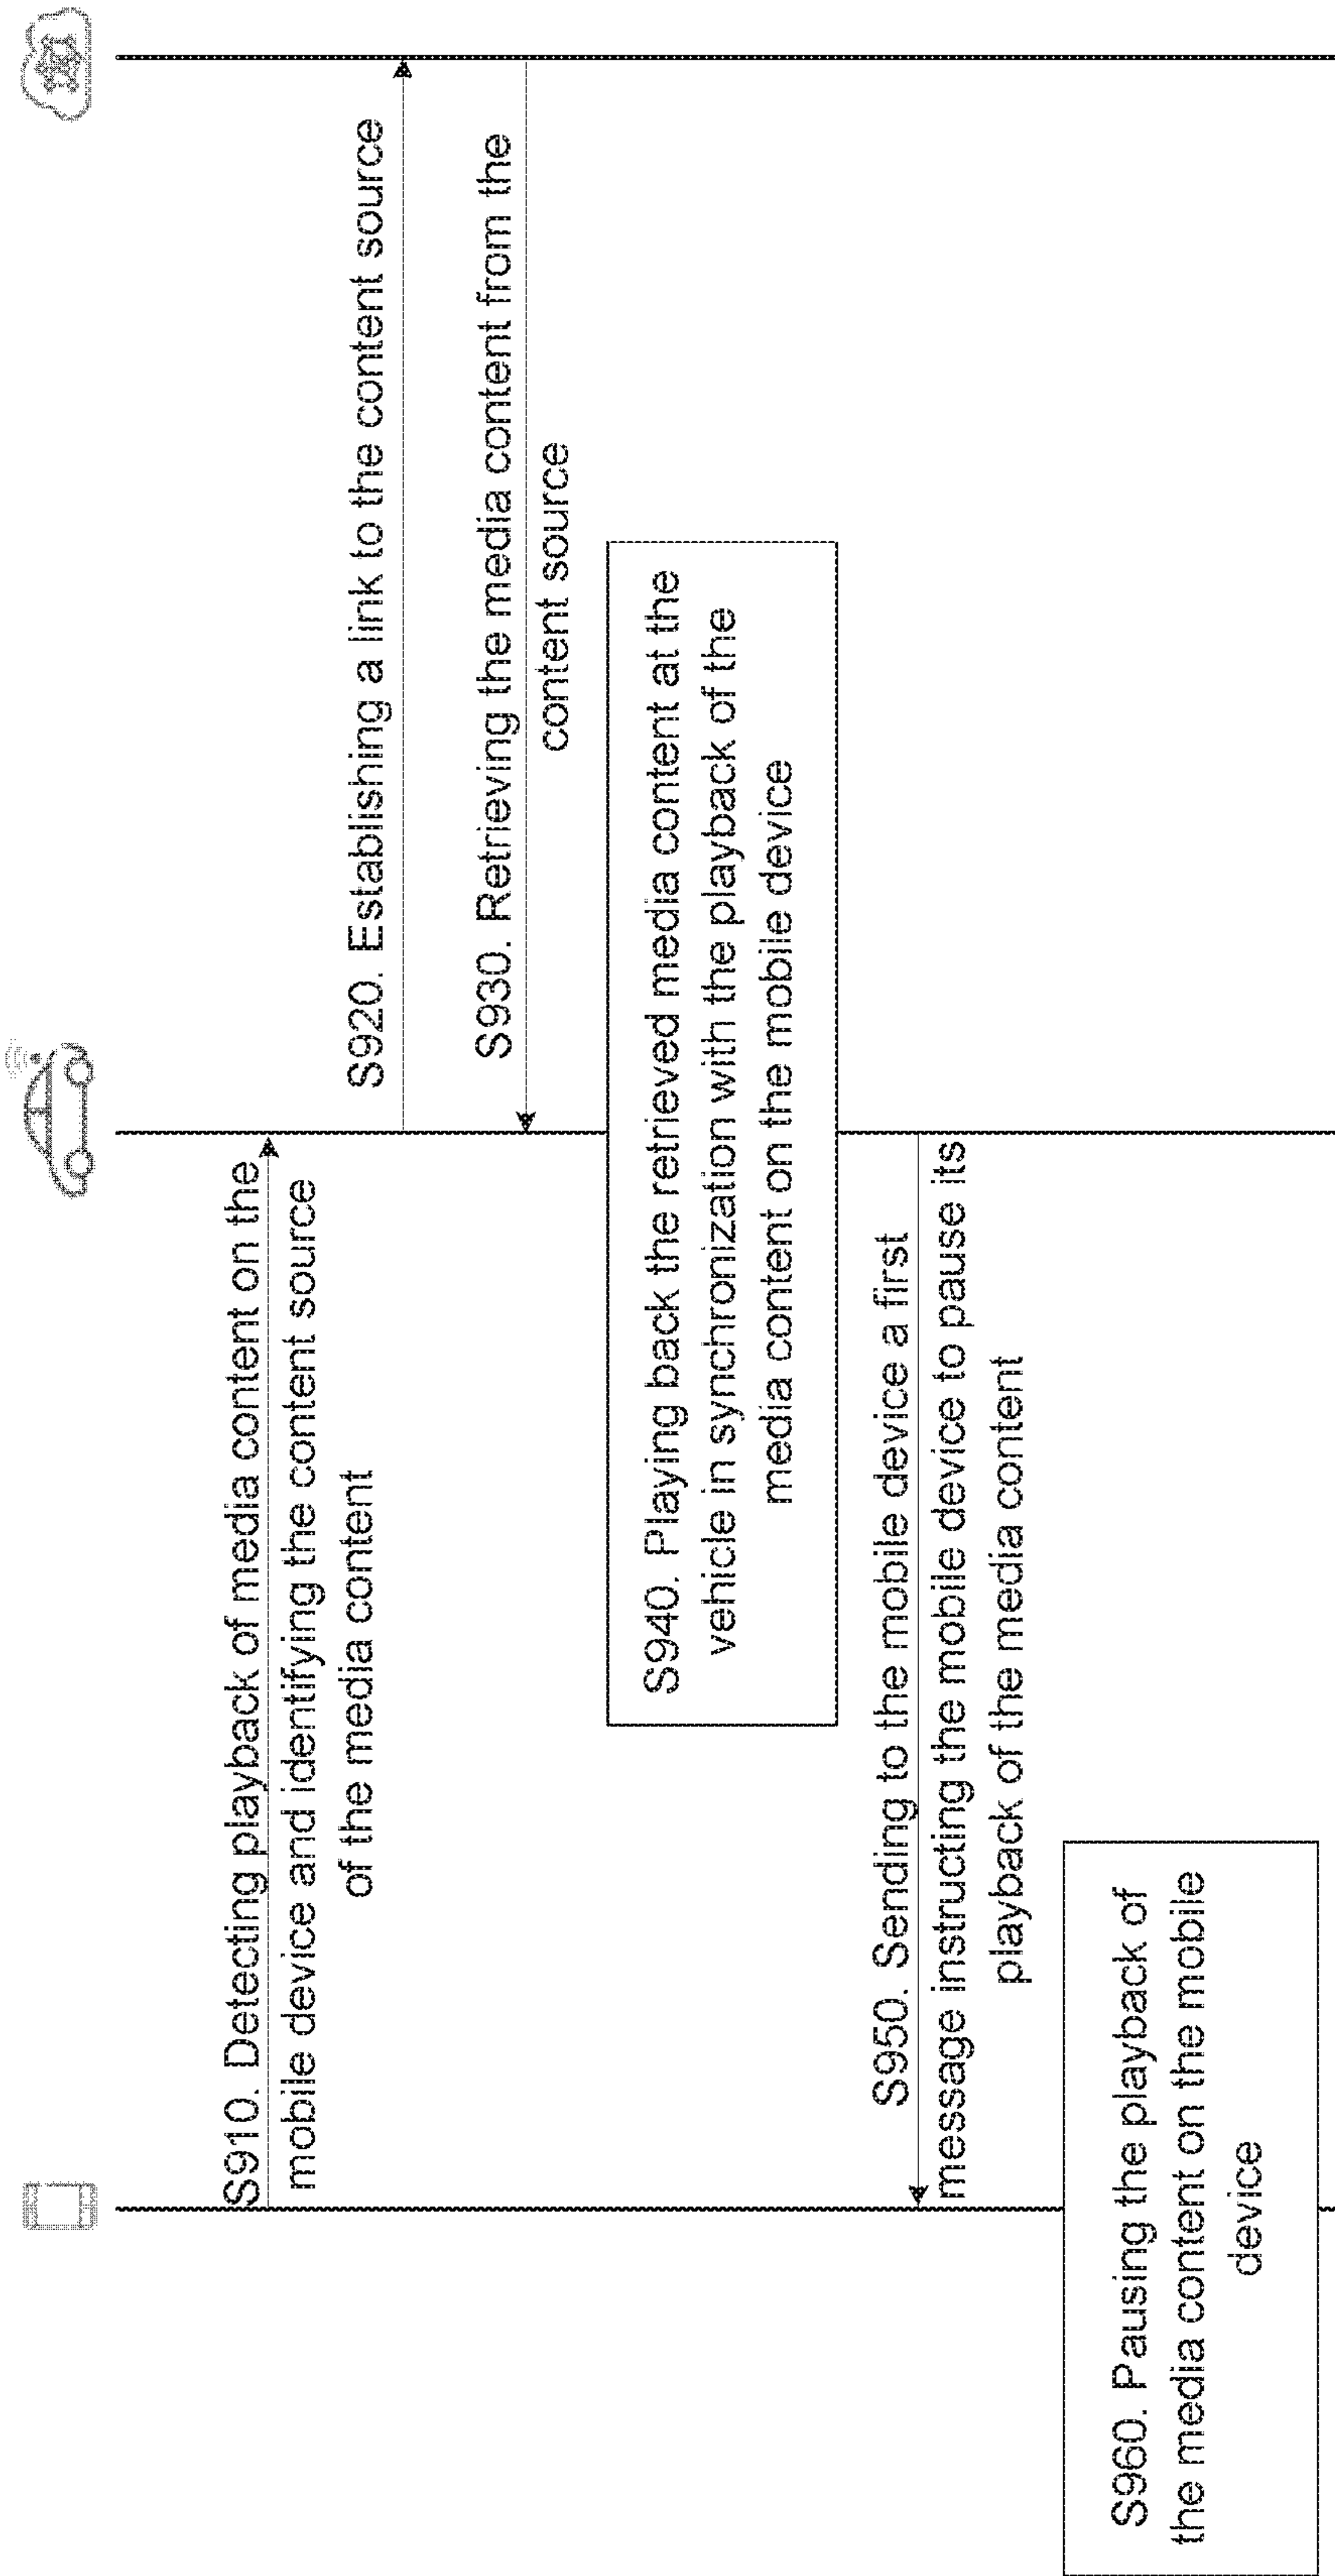 S910. Detecting playback of media content on the
mobile device and identifying the content source
of the media content
S920. Establishing a link to the content source
S930. Retrieving the media content from the
content source
S940. Playing back the retrieved media content at the
vehicle in synchronization with the playback of the
media content on the mobile device
S950. Sending to the mobile device a first
message instructing the mobile device to pause its
playback of the media content
S960. Pausing the playback of
the media content on the mobile
device